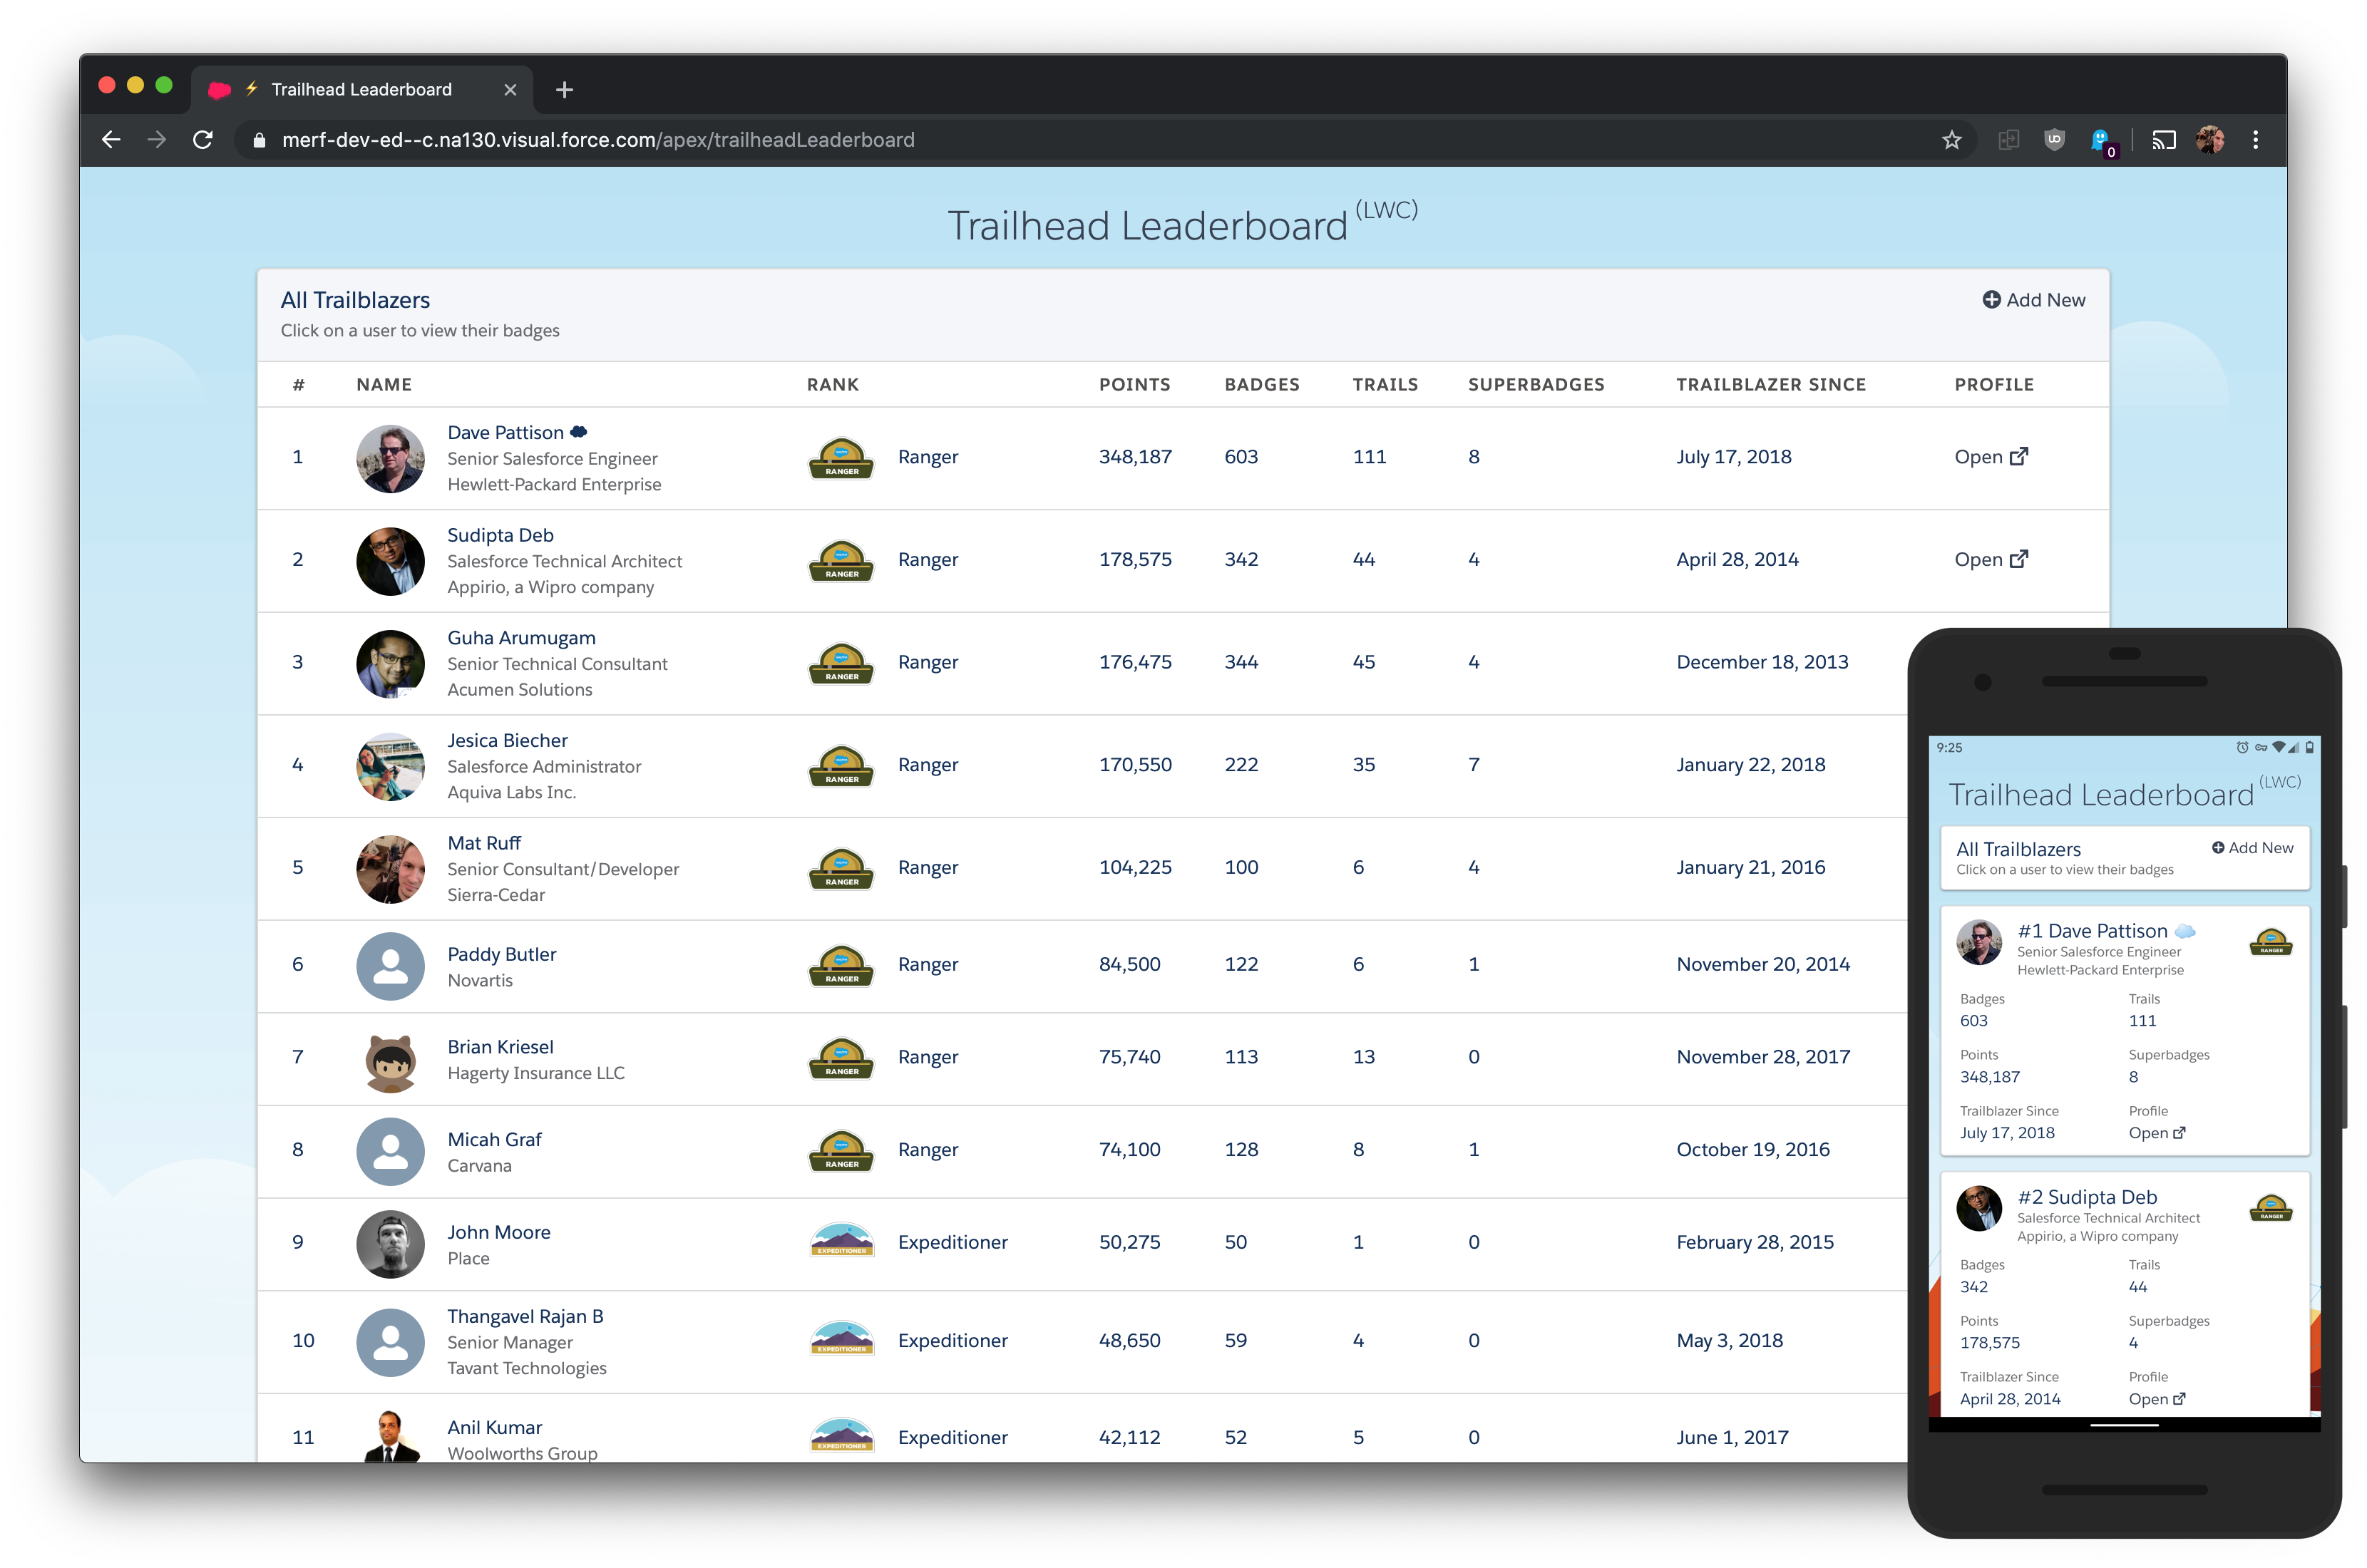 Trailhead Leaderboard
merf-dev-ed--c.na130.visual.force.com/apex/trailheadLeaderboard
0
Trailhead Leaderboard (LWC)
All Trailblazers
Add New
Click on a user to view their badges
# NAME RANK POINTS BADGES TRAILS SUPERBADGES TRAILBLAZER SINCE PROFILE
Dave Pattison
1 Senior Salesforce Engineer RANGER Ranger 348,187 603 111 8 July 17, 2018 Open
Hewlett-Packard Enterprise
Sudipta Deb
2 Salesforce Technical Architect RANGER Ranger 178,575 342 44 4 April 28, 2014 Open
Appirio, a Wipro company
Guha Arumugam
3 Senior Technical Consultant RANGER Ranger 176,475 344 45 4 December 18, 2013
Acumen Solutions
Jesica Biecher
4 Salesforce Administrator RANGER Ranger 170,550 222 35 7 January 22, 2018
Aquiva Labs Inc.
Mat Ruff
5 Senior Consultant/Developer RANGER Ranger 104,225 100 6 4 January 21, 2016
Sierra-Cedar
Paddy Butler
6 RANGER Ranger 84,500 122 6 1 November 20, 2014
Novartis
Brian Kriesel
7 RANGER Ranger 75,740 113 13 0 November 28, 2017
Hagerty Insurance LLC
Micah Graf
8 RANGER Ranger 74,100 128 8 1 October 19, 2016
Carvana
John Moore
9 EXPEDITIONER Expeditioner 50,275 50 1 0 February 28, 2015
Place
Thangavel Rajan B
10 Senior Manager EXPEDITIONER Expeditioner 48,650 59 4 0 May 3, 2018
Tavant Technologies
Anil Kumar
11 EXPEDITIONER Expeditioner 42,112 52 5 0 June 1, 2017
Woolworths Group
9:25
Trailhead Leaderboard (LWC)
All Trailblazers Add New
Click on a user to view their badges
#1 Dave Pattison
Senior Salesforce Engineer RANGER
Hewlett-Packard Enterprise
Badges Trails
603 111
Points Superbadges
348,187 8
Trailblazer Since Profile
July 17, 2018 Open
#2 Sudipta Deb
Salesforce Technical Architect RANGER
Appirio, a Wipro company
Badges Trails
342 44
Points Superbadges
178,575 4
Trailblazer Since Profile
April 28, 2014 Open